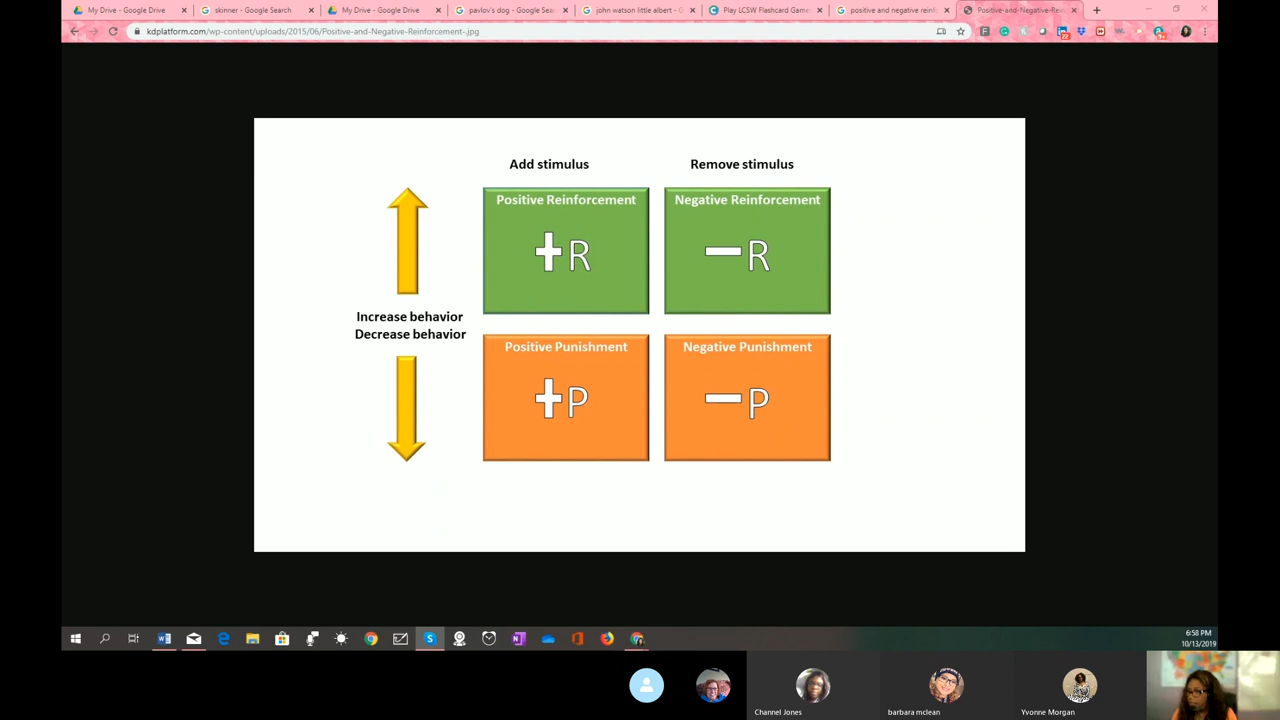 My Drive - Google Drive
skinner - Google Search
My Drive - Google Drive
pavlov's dog - Google Sea
john watson little albert - G
Play LCSW Flashcard Game
positive and negative reinf
Positive-and-Negative-Rei
kdplatform.com/wp-content/uploads/2015/06/Positive-and-Negative-Reinforcement-.jpg
Add stimulus
Remove stimulus
Positive Reinforcement
Negative Reinforcement
+R
—R
Increase behavior
Decrease behavior
Positive Punishment
Negative Punishment
+P
—P
6:58 PM
10/13/2019
Channel Jones
barbara mclean
Yvonne Morgan